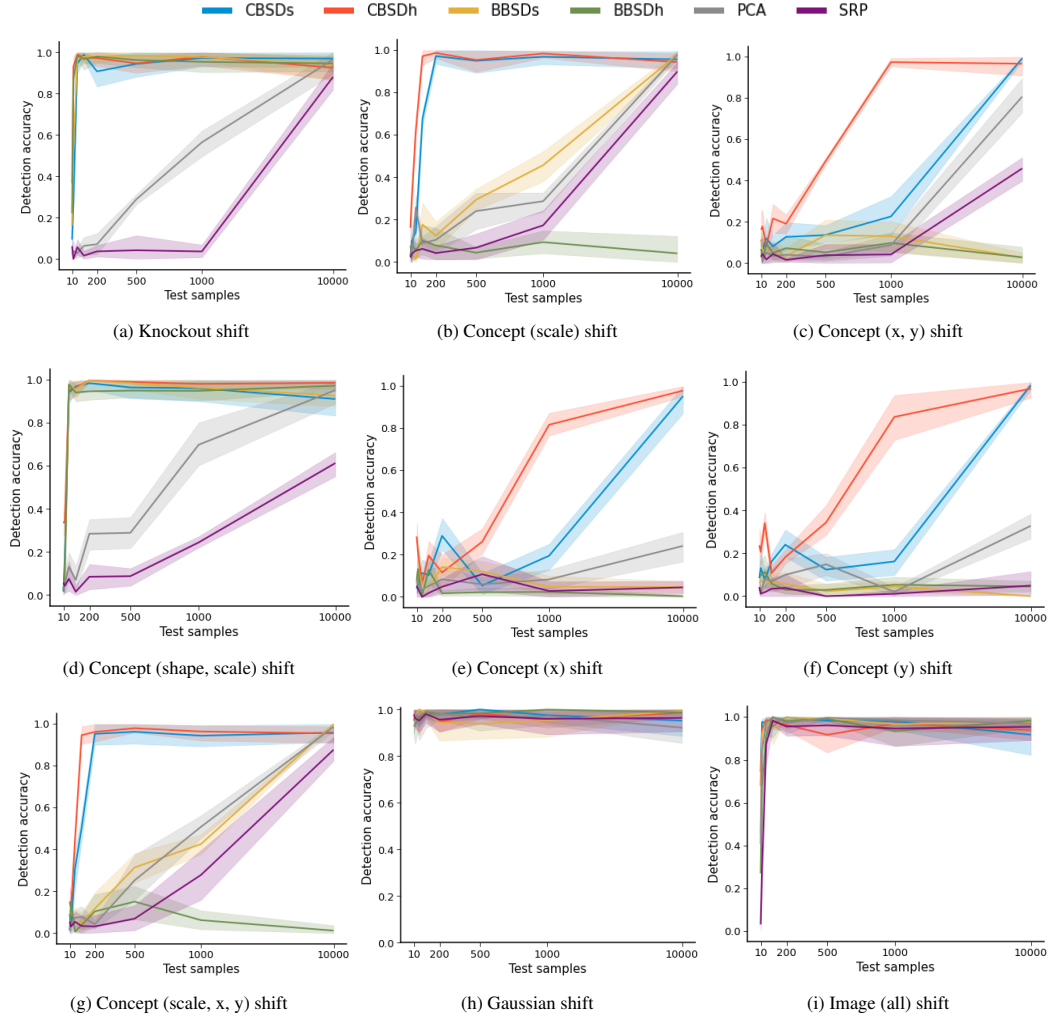 CBSDs CBSDh BBSDs BBSDh PCA SRP
Detection accuracy
1.0
0.8
0.6
0.4
0.2
0.0
10 200 500 1000 10000
Test samples
(a) Knockout shift
Detection accuracy
1.0
0.8
0.6
0.4
0.2
0.0
10 200 500 1000 10000
Test samples
(b) Concept (scale) shift
Detection accuracy
1.0
0.8
0.6
0.4
0.2
0.0
10 200 500 1000 10000
Test samples
(c) Concept (x, y) shift
Detection accuracy
1.0
0.8
0.6
0.4
0.2
0.0
10 200 500 1000 10000
Test samples
(d) Concept (shape, scale) shift
Detection accuracy
1.0
0.8
0.6
0.4
0.2
0.0
10 200 500 1000 10000
Test samples
(e) Concept (x) shift
Detection accuracy
1.0
0.8
0.6
0.4
0.2
0.0
10 200 500 1000 10000
Test samples
(f) Concept (y) shift
Detection accuracy
1.0
0.8
0.6
0.4
0.2
0.0
10 200 500 1000 10000
Test samples
(g) Concept (scale, x, y) shift
Detection accuracy
1.0
0.8
0.6
0.4
0.2
0.0
10 200 500 1000 10000
Test samples
(h) Gaussian shift
Detection accuracy
1.0
0.8
0.6
0.4
0.2
0.0
10 200 500 1000 10000
Test samples
(i) Image (all) shift